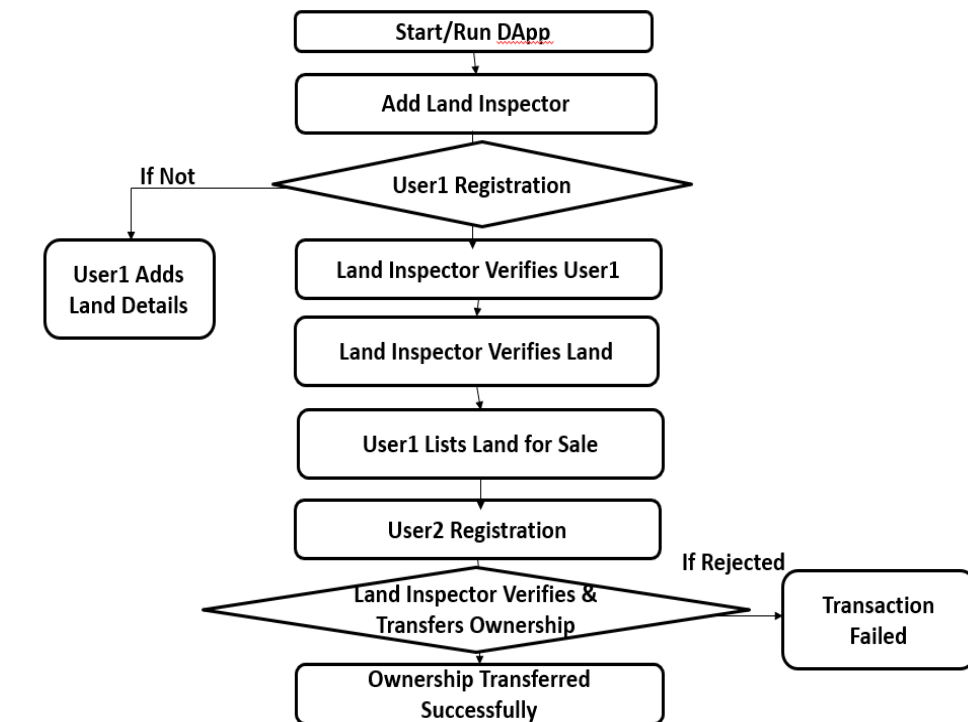 Start/Run DApp
Add Land Inspector
If Not
User1 Registration
User1 Adds
Land Details
Land Inspector Verifies User1
Land Inspector Verifies Land
User1 Lists Land for Sale
User2 Registration
If Rejected
Land Inspector Verifies &
Transfers Ownership
Transaction
Failed
Ownership Transferred
Successfully